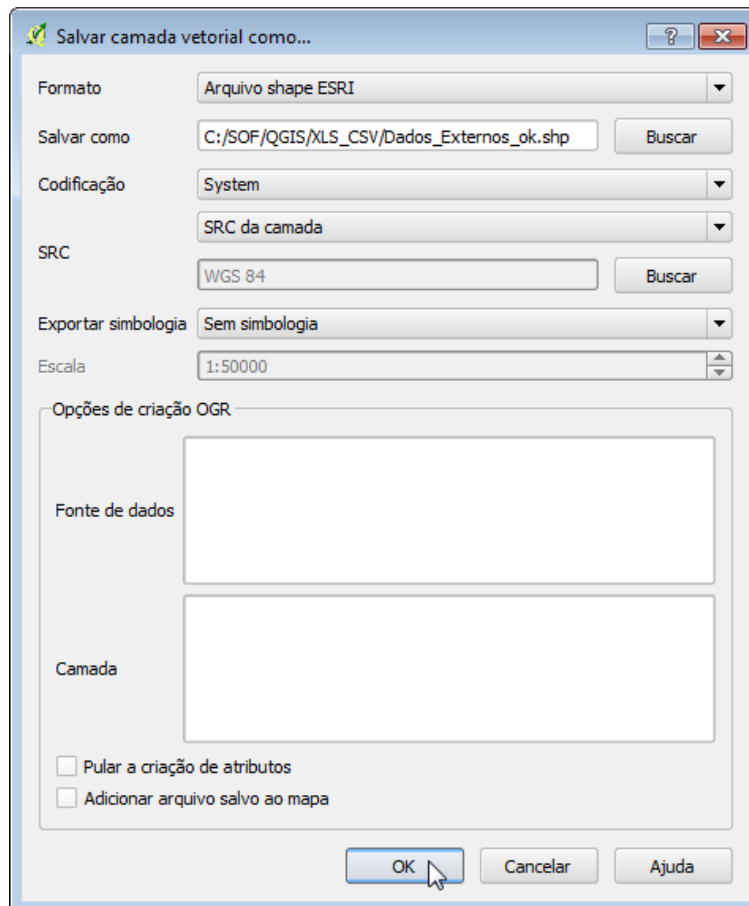 Salvar camada vetorial como...
Formato
Arquivo shape ESRI
Salvar como
C:/SOF/QGIS/XLS_CSV/Dados_Externos_ok.shp
Buscar
Codificação
System
SRC
SRC da camada
WGS 84
Buscar
Exportar simbologia
Sem simbologia
Escala
1:50000
Opções de criação OGR
Fonte de dados
Camada
Pular a criação de atributos
Adicionar arquivo salvo ao mapa
OK
Cancelar
Ajuda